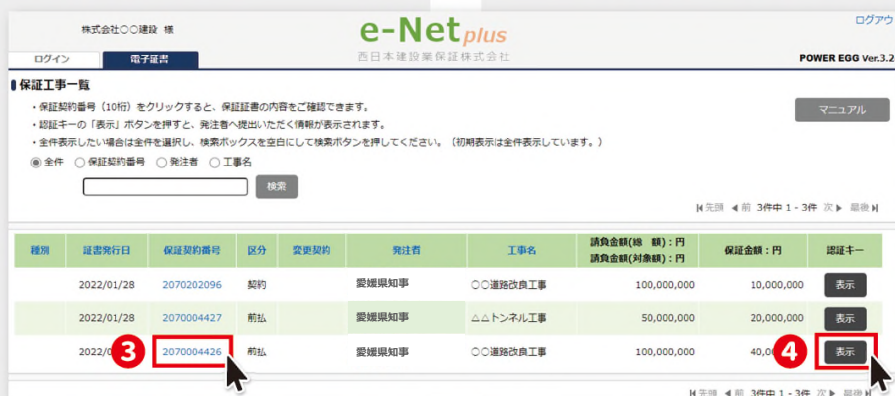 株式会社○○建設 様
e-Net plus
西日本建設業保証株式会社
ログアウ
ログイン
電子証書
POWER EGG Ver.3.2
保証工事一覧
・保証契約番号（10桁）をクリックすると、保証証書の内容をご確認できます。
・認証キーの「表示」ボタンを押すと、発注者へ提出いただく情報が表示されます。
・全件表示したい場合は全件を選択し、検索ボックスを空白にして検索ボタンを押してください。（初期表示は全件表示しています。）
マニュアル
全件 保証契約番号 発注者 工事名
検索
先頭 前 3件中 1 - 3件 次 最後
種別 証書発行日 保証契約番号 区分 変更契約 発注者 工事名 請負金額(総 額)：円 保証金額：円 認証キー
請負金額(対象額)：円
2022/01/28 2070202096 契約 愛媛県知事 ○○道路改良工事 100,000,000 10,000,000 表示
2022/01/28 2070004427 前払 愛媛県知事 △△トンネル工事 50,000,000 20,000,000 表示
2022/0 3 2070004426 前払 愛媛県知事 ○○道路改良工事 100,000,000 40,0 4 表示
先頭 前 3件中 1 - 3件 次 最後